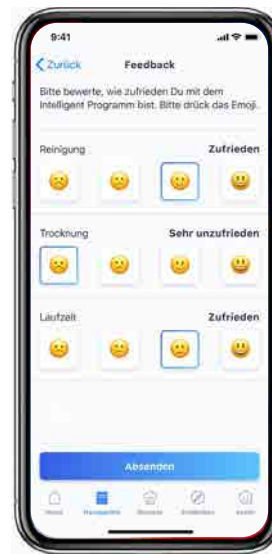 9:41
Zurück
Feedback
Bitte bewerte, wie zufrieden Du mit dem
Intelligent Programm bist. Bitte drück das Emoji.
Reinigung Zufrieden
Trocknung Sehr unzufrieden
Laufzeit Zufrieden
Absenden
Home